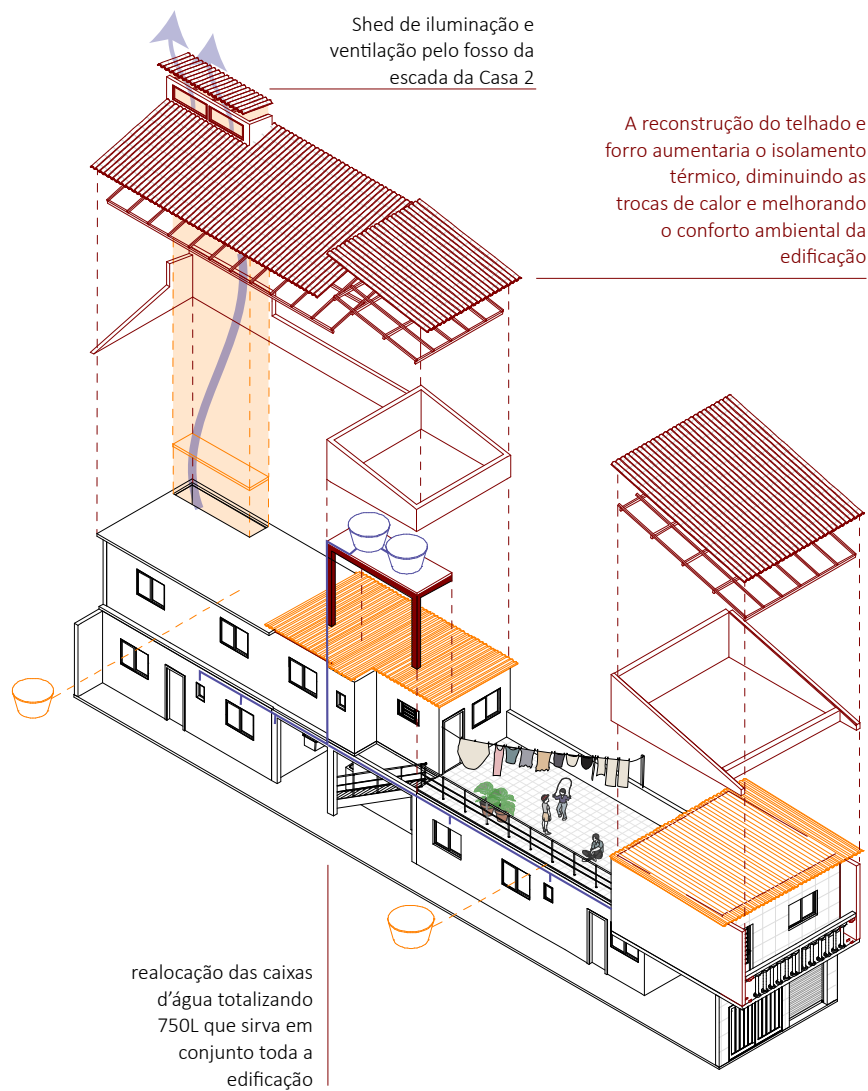 Shed de iluminação e
ventilação pelo fosso da
escada da Casa 2
A reconstrução do telhado e
forro aumentaria o isolamento
térmico, diminuindo as
trocas de calor e melhorando
o conforto ambiental da
edificação
realocação das caixas
d’água totalizando
750L que sirva em
conjunto toda a
edificação